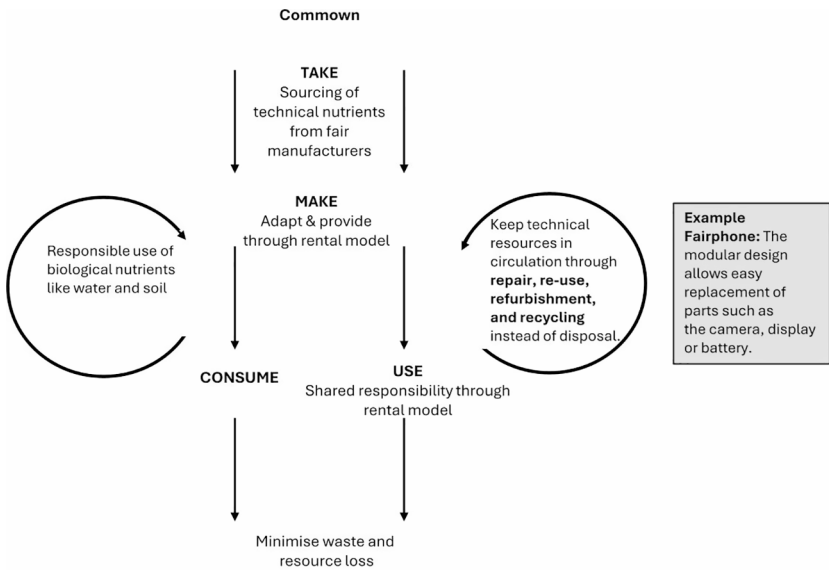 Commown
TAKE
Sourcing of
technical nutrients
from fair
manufacturers
MAKE
Adapt & provide
through rental model
Responsible use of
biological nutrients
like water and soil
Keep technical
resources in
circulation through
repair, re-use,
refurbishment,
and recycling
instead of disposal.
Example
Fairphone: The
modular design
allows easy
replacement of
parts such as
the camera, display
or battery.
CONSUME
USE
Shared responsibility through
rental model
Minimise waste and
resource loss